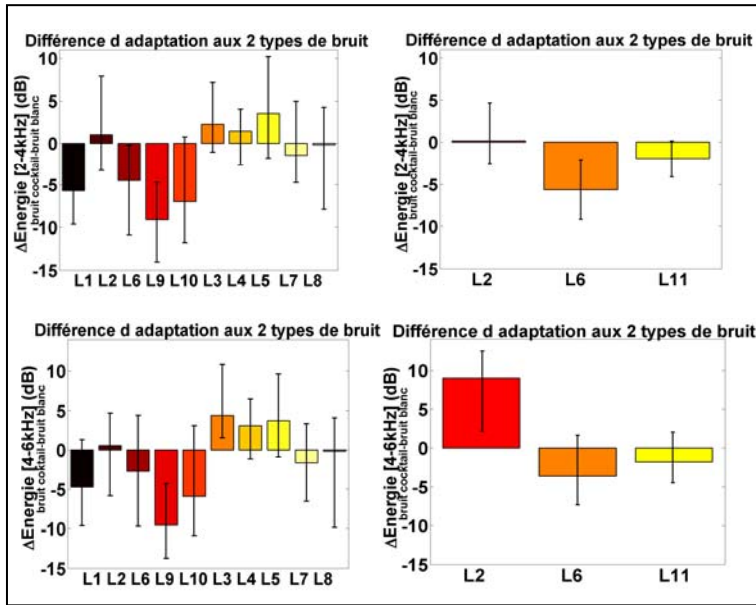 Différence d adaptation aux 2 types de bruit
ΔEnergie [2-4kHz] (dB)
bruit cocktail-bruit blanc
10
5
0
-5
-10
-15
L1 L2 L6 L9 L10 L3 L4 L5 L7 L8
Différence d adaptation aux 2 types de bruit
ΔEnergie [2-4kHz] (dB)
bruit cocktail-bruit blanc
10
5
0
-5
-10
-15
L2 L6 L11
Différence d adaptation aux 2 types de bruit
ΔEnergie [4-6kHz] (dB)
bruit cocktail-bruit blanc
10
5
0
-5
-10
-15
L1 L2 L6 L9 L10 L3 L4 L5 L7 L8
Différence d adaptation aux 2 types de bruit
ΔEnergie [4-6kHz] (dB)
bruit cocktail-bruit blanc
10
5
0
-5
-10
-15
L2 L6 L11